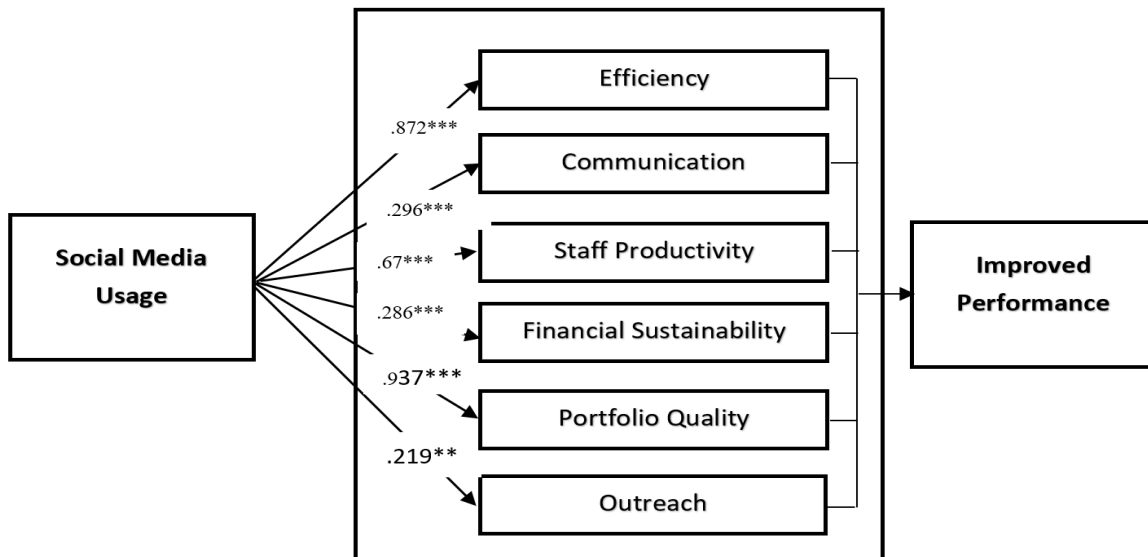 Efficiency
.872***
Communication
.296***
Social Media
Usage
Staff Productivity
.67***
Improved
Performance
.286***
Financial Sustainability
.937***
Portfolio Quality
.219**
Outreach